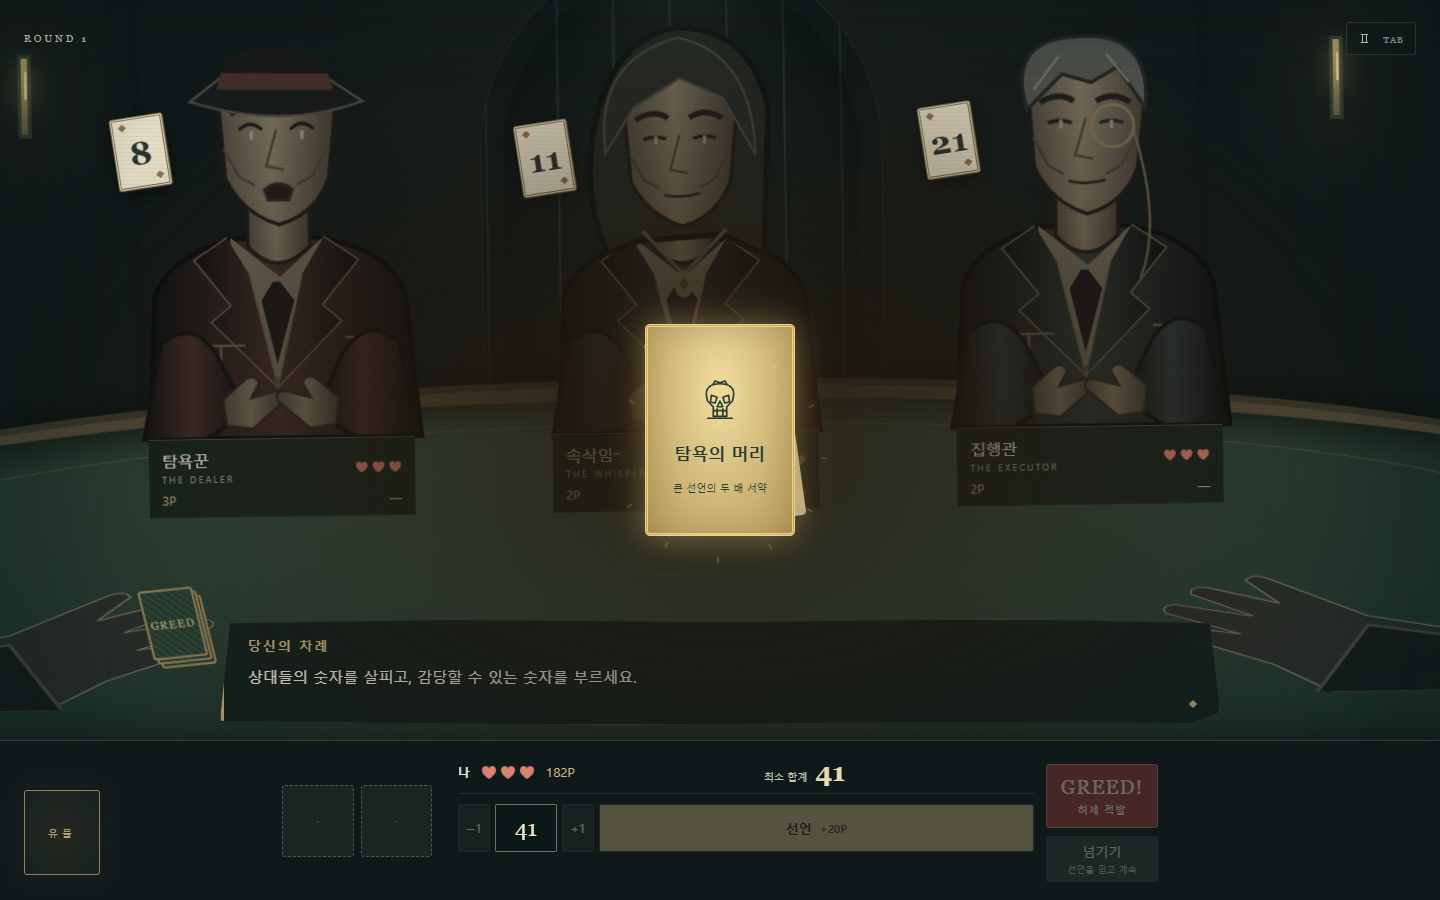 ROUND 1
II TAB
8
11
21
탐욕꾼
THE DEALER
3P —
속삭임
THE WHISPER
2P
집행관
THE EXECUTOR
2P —
탐욕의 머리
큰 선언의 두 배 서약
GREED
당신의 차례
상대들의 숫자를 살피고, 감당할 수 있는 숫자를 부르세요.
나 182P
최소 합계 41
−1 41 +1
선언 +20P
GREED!
허세 적발
넘기기
선언을 믿고 계속
유물